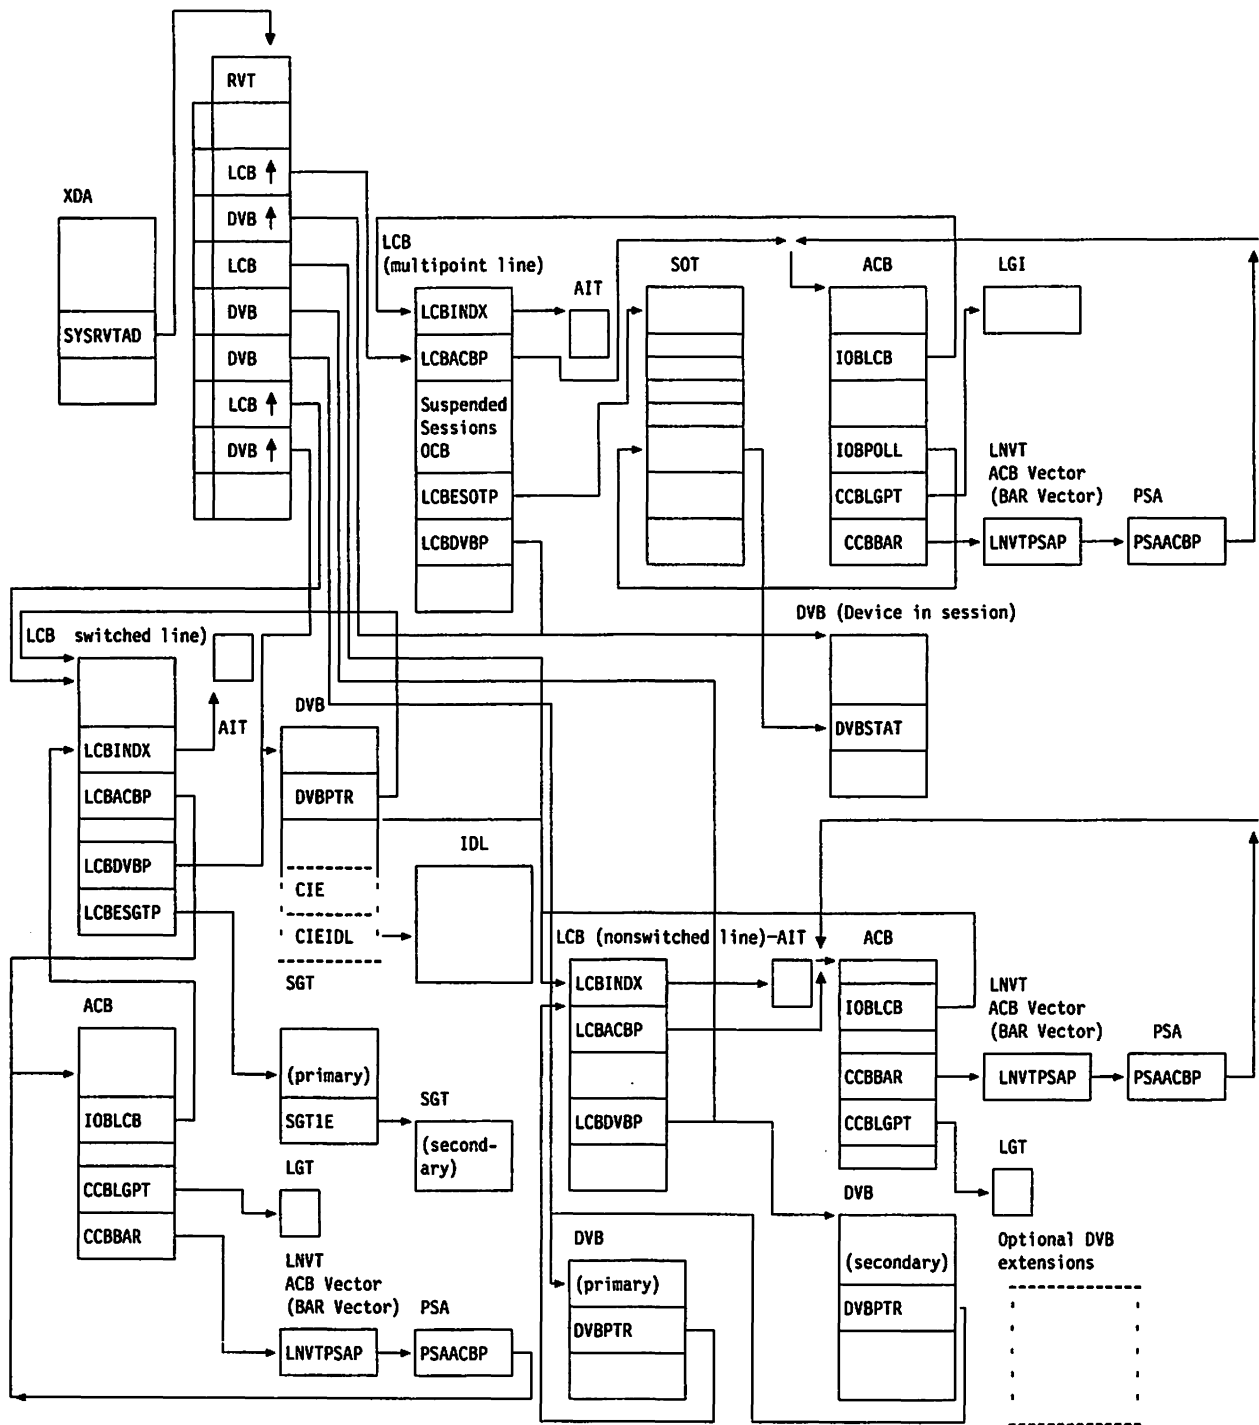 RVT
LCB
DVB
LCB
DVB
DVB
LCB
DVB
XDA
SYSRVTAD
LCB
(multipoint line)
LCBINDX
LCBACBP
Suspended
Sessions
OCB
LCBESOTP
LCBDVBP
AIT
SOT
ACB
IOBLCB
IOBPOLL
CCBLGPT
CCBBAR
LGI
LNVT
ACB Vector
(BAR Vector)
LNVTPSAP
PSA
PSAACBP
DVB (Device in session)
DVBSTAT
LCB switched line)
AIT
LCBINDX
LCBACBP
LCBDVBP
LCBESGTP
DVB
DVBPTR
CIE
CIEIDL
SGT
IDL
ACB
IOBLCB
CCBLGPT
CCBBAR
(primary)
SGT1E
SGT
(second-
ary)
LGT
LNVT
ACB Vector
(BAR Vector)
LNVTPSAP
PSA
PSAACBP
LCB (nonswitched line)-AIT
LCBINDX
LCBACBP
LCBDVBP
ACB
IOBLCB
CCBBAR
CCBLGPT
LNVT
ACB Vector
(BAR Vector)
LNVTPSAP
PSA
PSAACBP
LGT
DVB
(primary)
DVBPTR
DVB
(secondary)
DVBPTR
Optional DVB
extensions